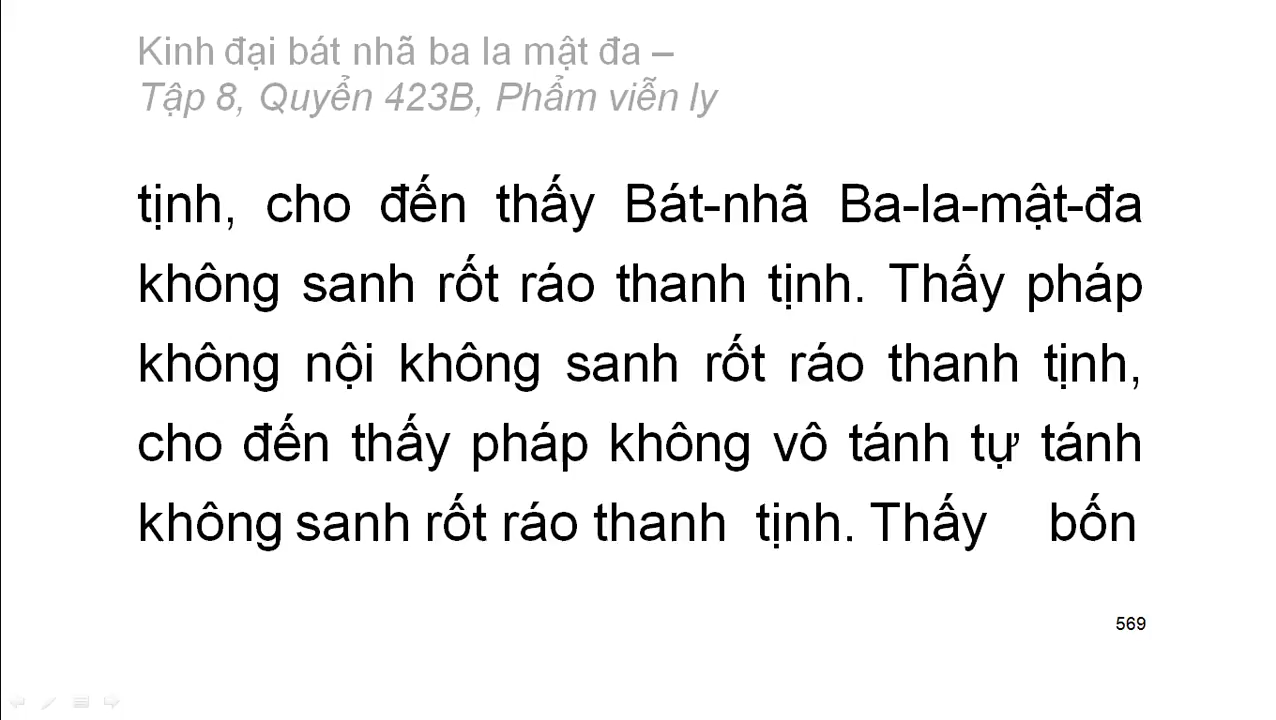 Kinh đại bát nhã ba la mật đa –
Tập 8, Quyển 423B, Phẩm viễn ly
tịnh, cho đến thấy Bát-nhã Ba-la-mật-đa
không sanh rốt ráo thanh tịnh. Thấy pháp
không nội không sanh rốt ráo thanh tịnh,
cho đến thấy pháp không vô tánh tự tánh
không sanh rốt ráo thanh tịnh. Thấy bốn
569